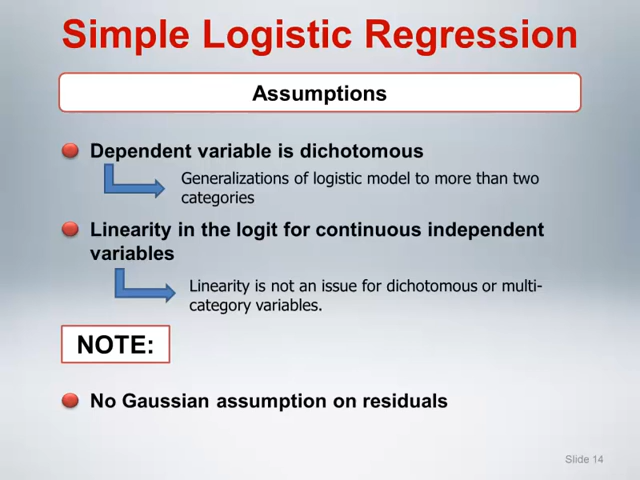 Simple Logistic Regression
Assumptions
Dependent variable is dichotomous
Generalizations of logistic model to more than two
categories
Linearity in the logit for continuous independent
variables
Linearity is not an issue for dichotomous or multi-
category variables.
NOTE:
No Gaussian assumption on residuals
Slide 14